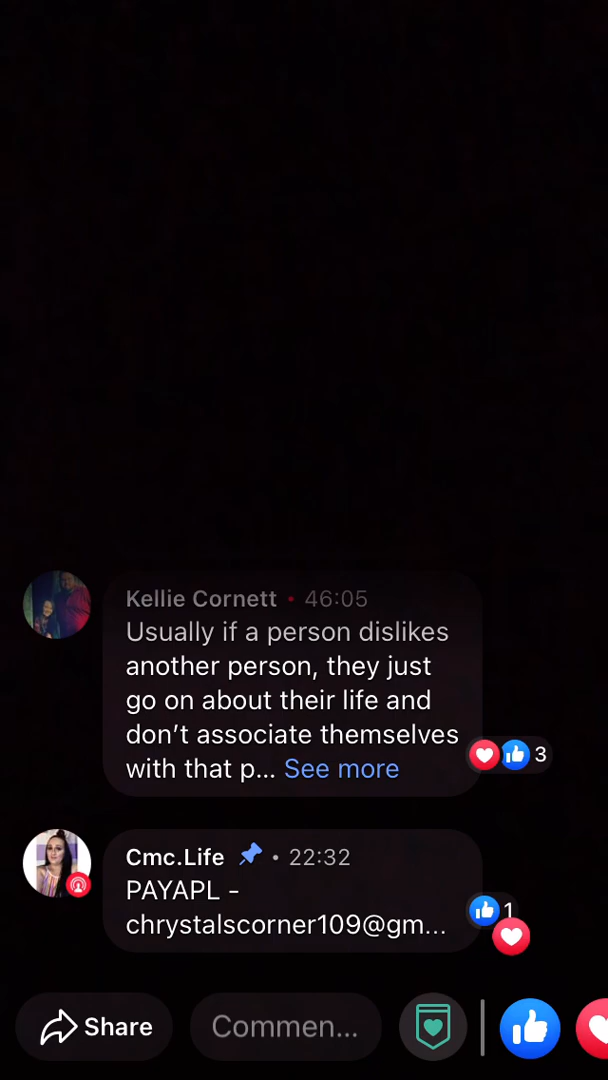 Kellie Cornett • 46:05
Usually if a person dislikes
another person, they just
go on about their life and
don’t associate themselves
with that p... See more
3
Cmc.Life • 22:32
PAYAPL -
chrystalscorner109@gm...
1
Share
Commen...